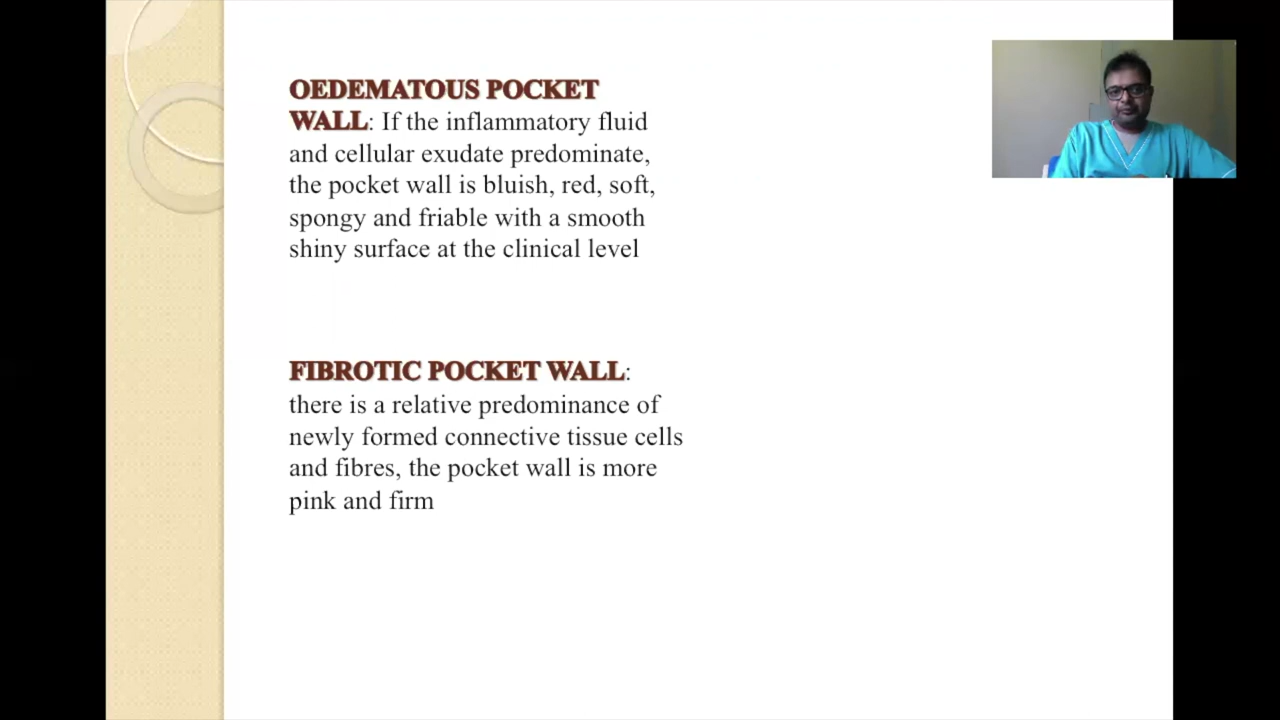 OEDEMATOUS POCKET
WALL: If the inflammatory fluid
and cellular exudate predominate,
the pocket wall is bluish, red, soft,
spongy and friable with a smooth
shiny surface at the clinical level
FIBROTIC POCKET WALL:
there is a relative predominance of
newly formed connective tissue cells
and fibres, the pocket wall is more
pink and firm